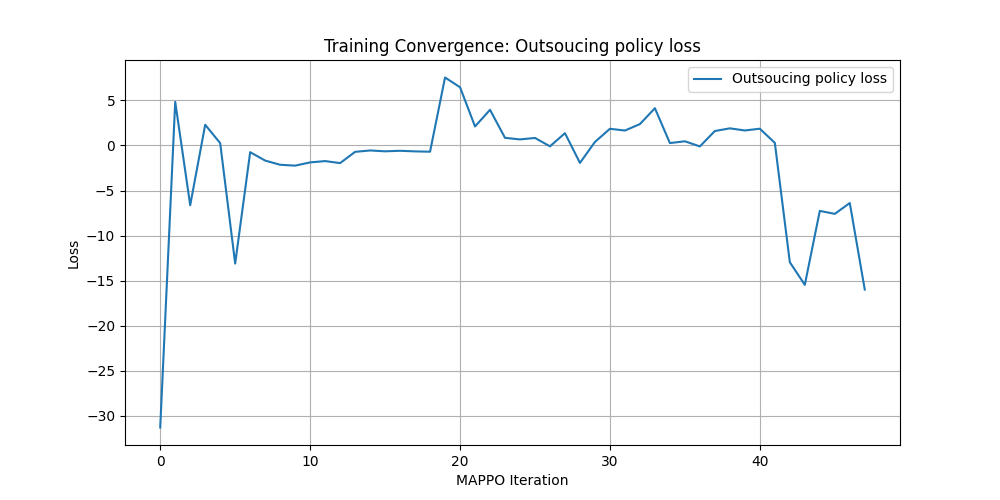 Training Convergence: Outsoucing policy loss
Outsoucing policy loss
5
0
−5
−10
−15
−20
−25
−30
Loss
0 10 20 30 40
MAPPO Iteration